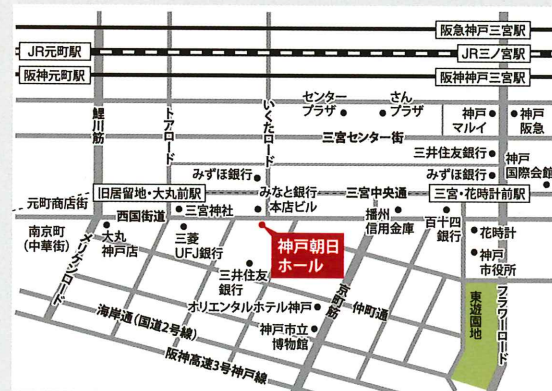 阪急神戸三宮駅
JR元町駅
JR三ノ宮駅
阪神元町駅
阪神神戸三宮駅
鯉川筋
トアロード
いくたロード
センター
プラザ
さん
プラザ
神戸
マルイ
神戸
阪急
三宮センター街
三井住友銀行
みずほ銀行
みずほ銀行
神戸
国際会館
元町商店街
旧居留地・大丸前駅
みなと銀行
本店ビル
三宮中央通
三宮・花時計前駅
西国街道
三宮神社
播州
信用金庫
百十四
銀行
南京町
(中華街)
メリケンロード
大丸
神戸店
三菱
UFJ銀行
神戸朝日
ホール
花時計
神戸
市役所
三井住友
銀行
京町筋
オリエンタルホテル神戸
仲町通
東遊園地
フラワーロード
海岸通(国道2号線)
神戸市立
博物館
阪神高速3号神戸線